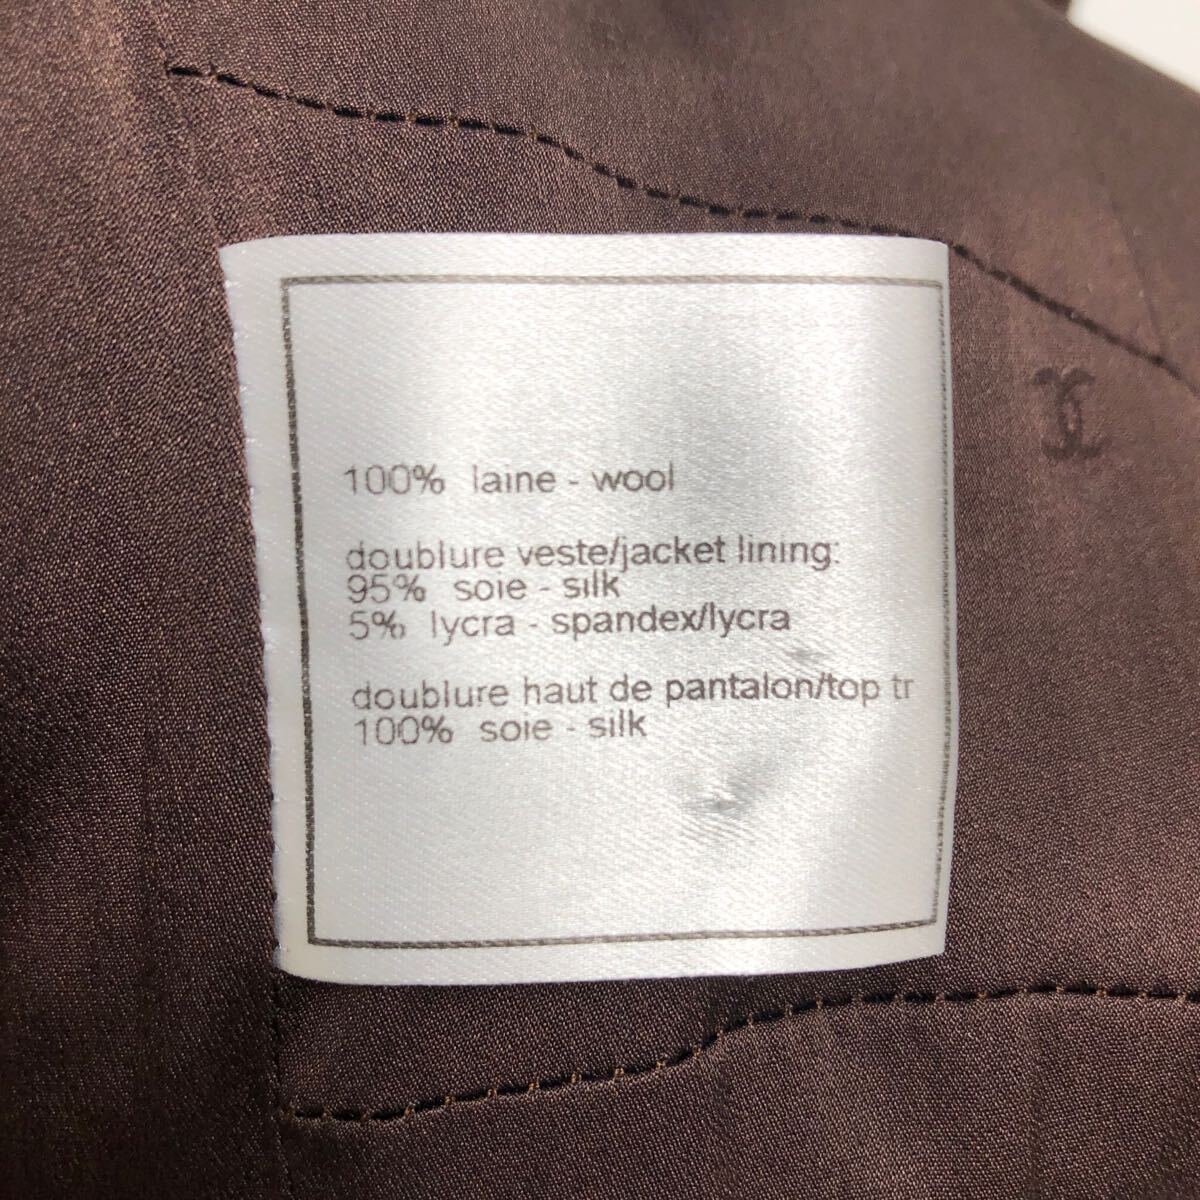 100% laine - wool
doublure veste/jacket lining:
95% soie - silk
5% lycra - spandex/lycra
doublure haut de pantalon/top tr
100% soie - silk